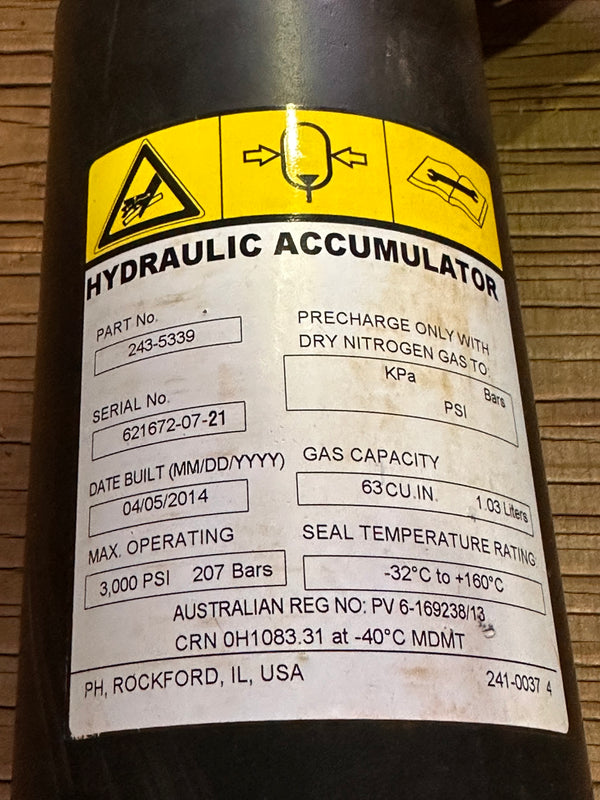 HYDRAULIC ACCUMULATOR
PART No.
243-5339
SERIAL No.
621672-07-21
DATE BUILT (MM/DD/YYYY)
04/05/2014
MAX. OPERATING
3,000 PSI 207 Bars
PRECHARGE ONLY WITH
DRY NITROGEN GAS TO:
KPa Bars
PSI
GAS CAPACITY
63 CU.IN. 1.03 Liters
SEAL TEMPERATURE RATING
-32°C to +160°C
AUSTRALIAN REG NO: PV 6-169238/13
CRN 0H1083.31 at -40°C MDMT
PH, ROCKFORD, IL, USA
241-0037 4